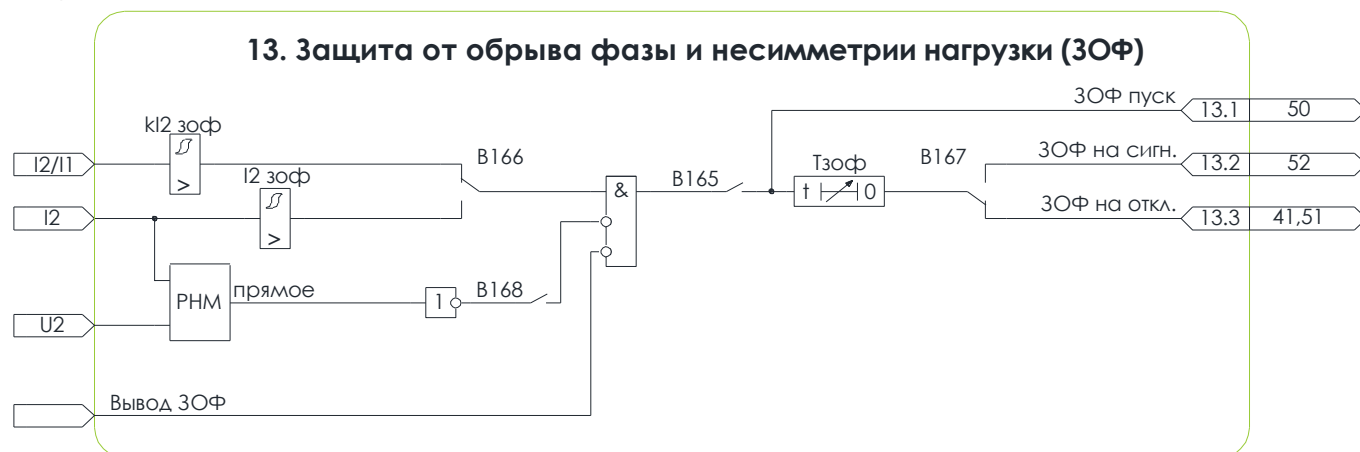 13. Защита от обрыва фазы и несимметрии нагрузки (ЗОФ)
ЗОФ пуск
13.1
50
kI2 зоф
I2/I1
>
B166
I2 зоф
>
I2
&
B165
Tзоф
t
0
B167
ЗОФ на сигн.
13.2
52
ЗОФ на откл.
13.3
41,51
РНМ
прямое
1
B168
U2
Вывод ЗОФ